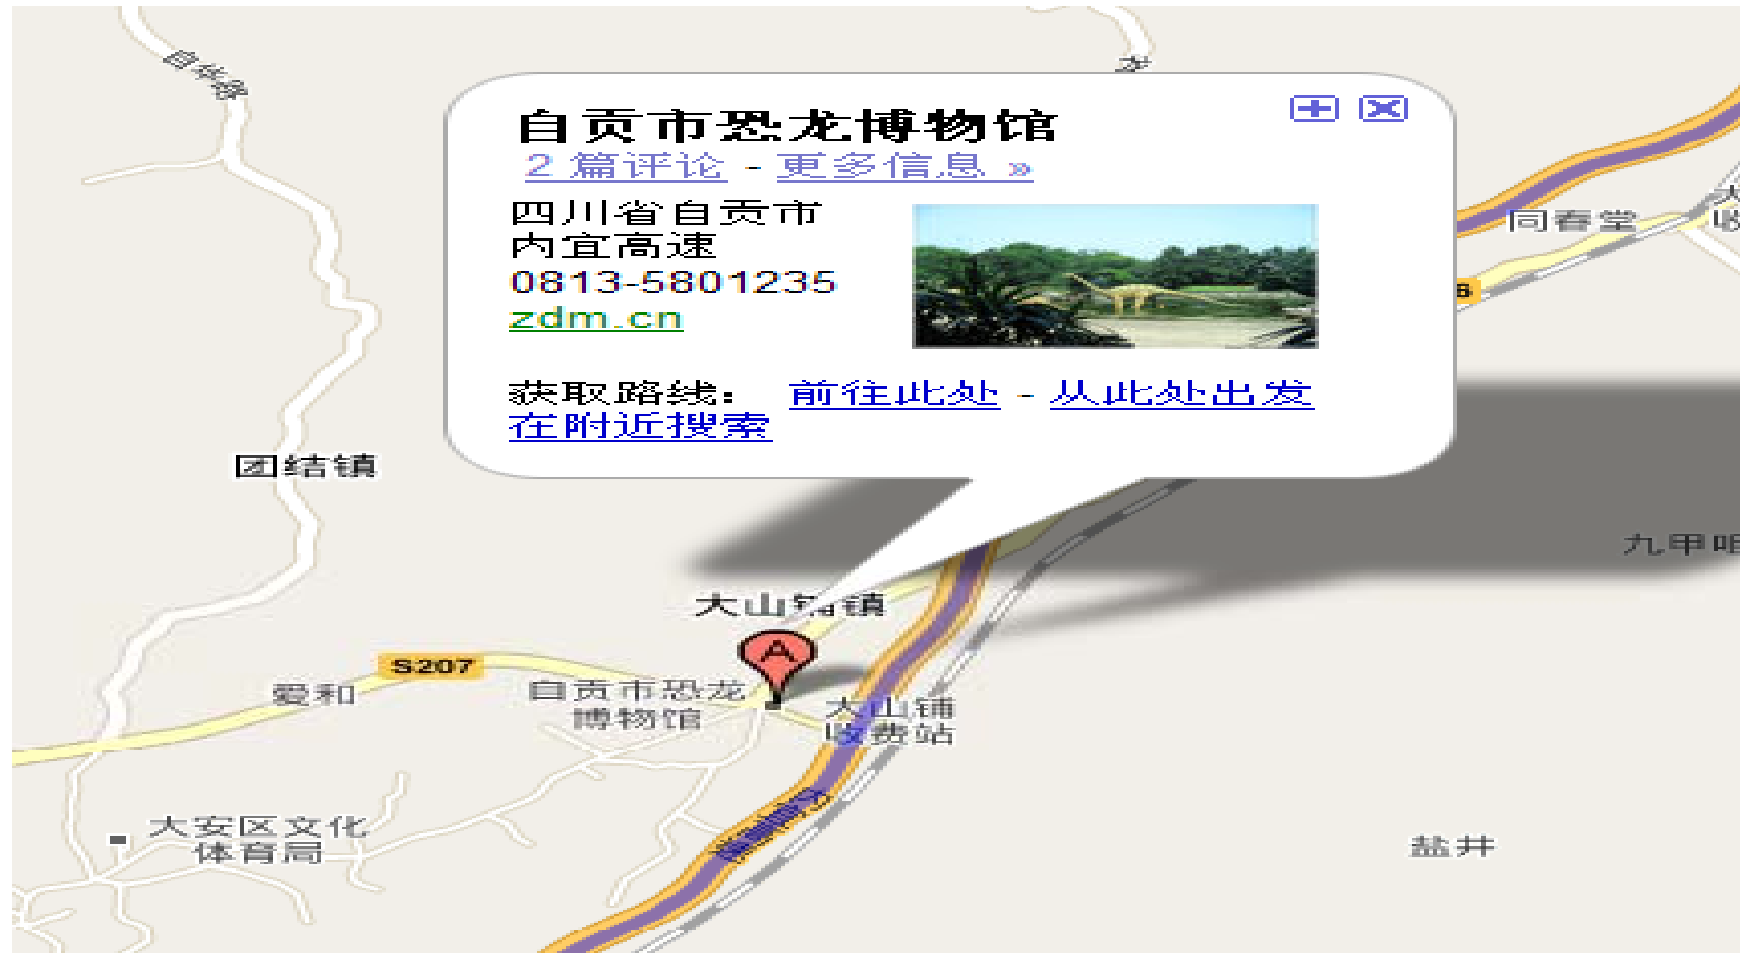 自华路
自贡市恐龙博物馆
2 篇评论 - 更多信息 »
四川省自贡市
内宜高速
0813-5801235
zdm.cn
获取路线： 前往此处 - 从此处出发
在附近搜索
同春堂
团结镇
大山铺镇
A
S207
爱和
自贡市恐龙
博物馆
大山铺
收费站
大安区文化
体育局
盐井
九甲咀